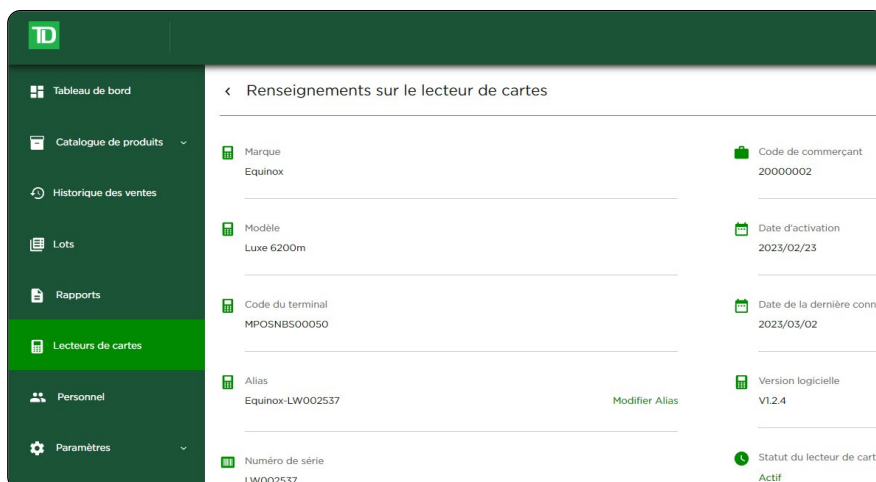 TD
Tableau de bord
Catalogue de produits
Historique des ventes
Lots
Rapports
Lecteurs de cartes
Personnel
Paramètres
Renseignements sur le lecteur de cartes
Marque
Equinox
Modèle
Luxe 6200m
Code du terminal
MPOSNBS00050
Alias
Equinox-LW002537
Modifier Alias
Numéro de série
LW002537
Code de commerçant
20000002
Date d'activation
2023/02/23
Date de la dernière conn
2023/03/02
Version logicielle
V1.2.4
Statut du lecteur de cart
Actif